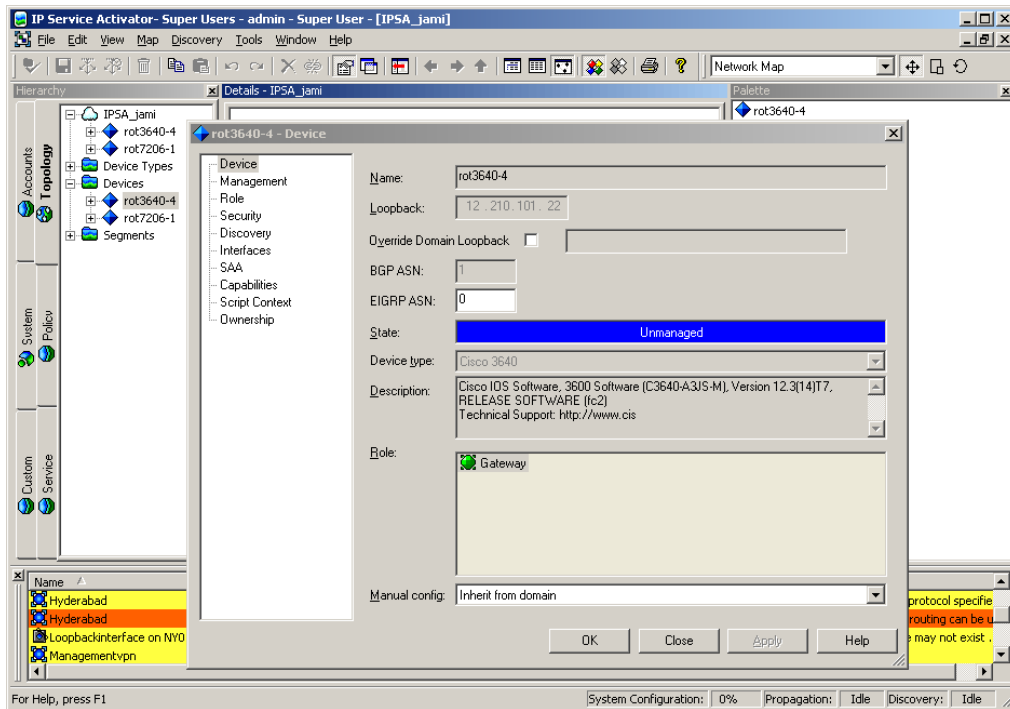 IP Service Activator- Super Users - admin - Super User - [IPSA_jami]
File Edit View Map Discovery Tools Window Help
Network Map
Hierarchy
Details - IPSA_jami
Palette
Accounts
Topology
System
Policy
Custom
Service
IPSA_jami
rot3640-4
rot7206-1
Device Types
Devices
rot3640-4
rot7206-1
Segments
rot3640-4
rot3640-4 - Device
Device
Management
Role
Security
Discovery
Interfaces
SAA
Capabilities
Script Context
Ownership
Name: rot3640-4
Loopback: 12 .210.101. 22
Override Domain Loopback
BGP ASN: 1
EIGRP ASN: 0
State: Unmanaged
Device type: Cisco 3640
Description: Cisco IOS Software, 3600 Software (C3640-A3JS-M), Version 12.3(14)T7,
RELEASE SOFTWARE (fc2)
Technical Support: http://www.cis
Role: Gateway
Manual config: Inherit from domain
OK Close Apply Help
Name
Hyderabad protocol specifie
Hyderabad routing can be u
Loopbackinterface on NY0 may not exist .
Managementvpn
For Help, press F1
System Configuration: 0% Propagation: Idle Discovery: Idle